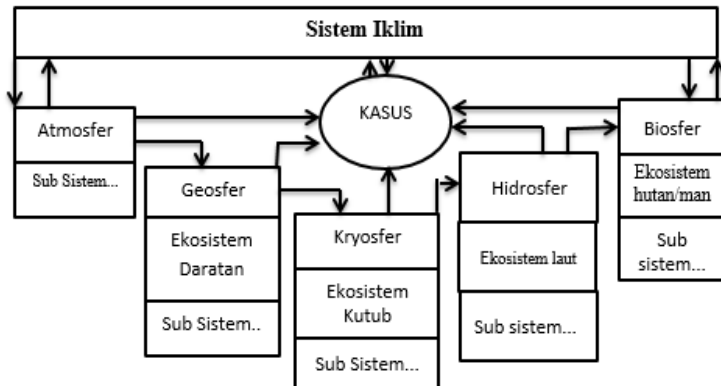 Sistem Iklim
KASUS
Atmosfer
Sub Sistem...
Geosfer
Ekosistem
Daratan
Sub Sistem..
Kryosfer
Ekosistem
Kutub
Sub Sistem...
Hidrosfer
Ekosistem laut
Sub sistem...
Biosfer
Ekosistem
hutan/man
Sub
sistem...